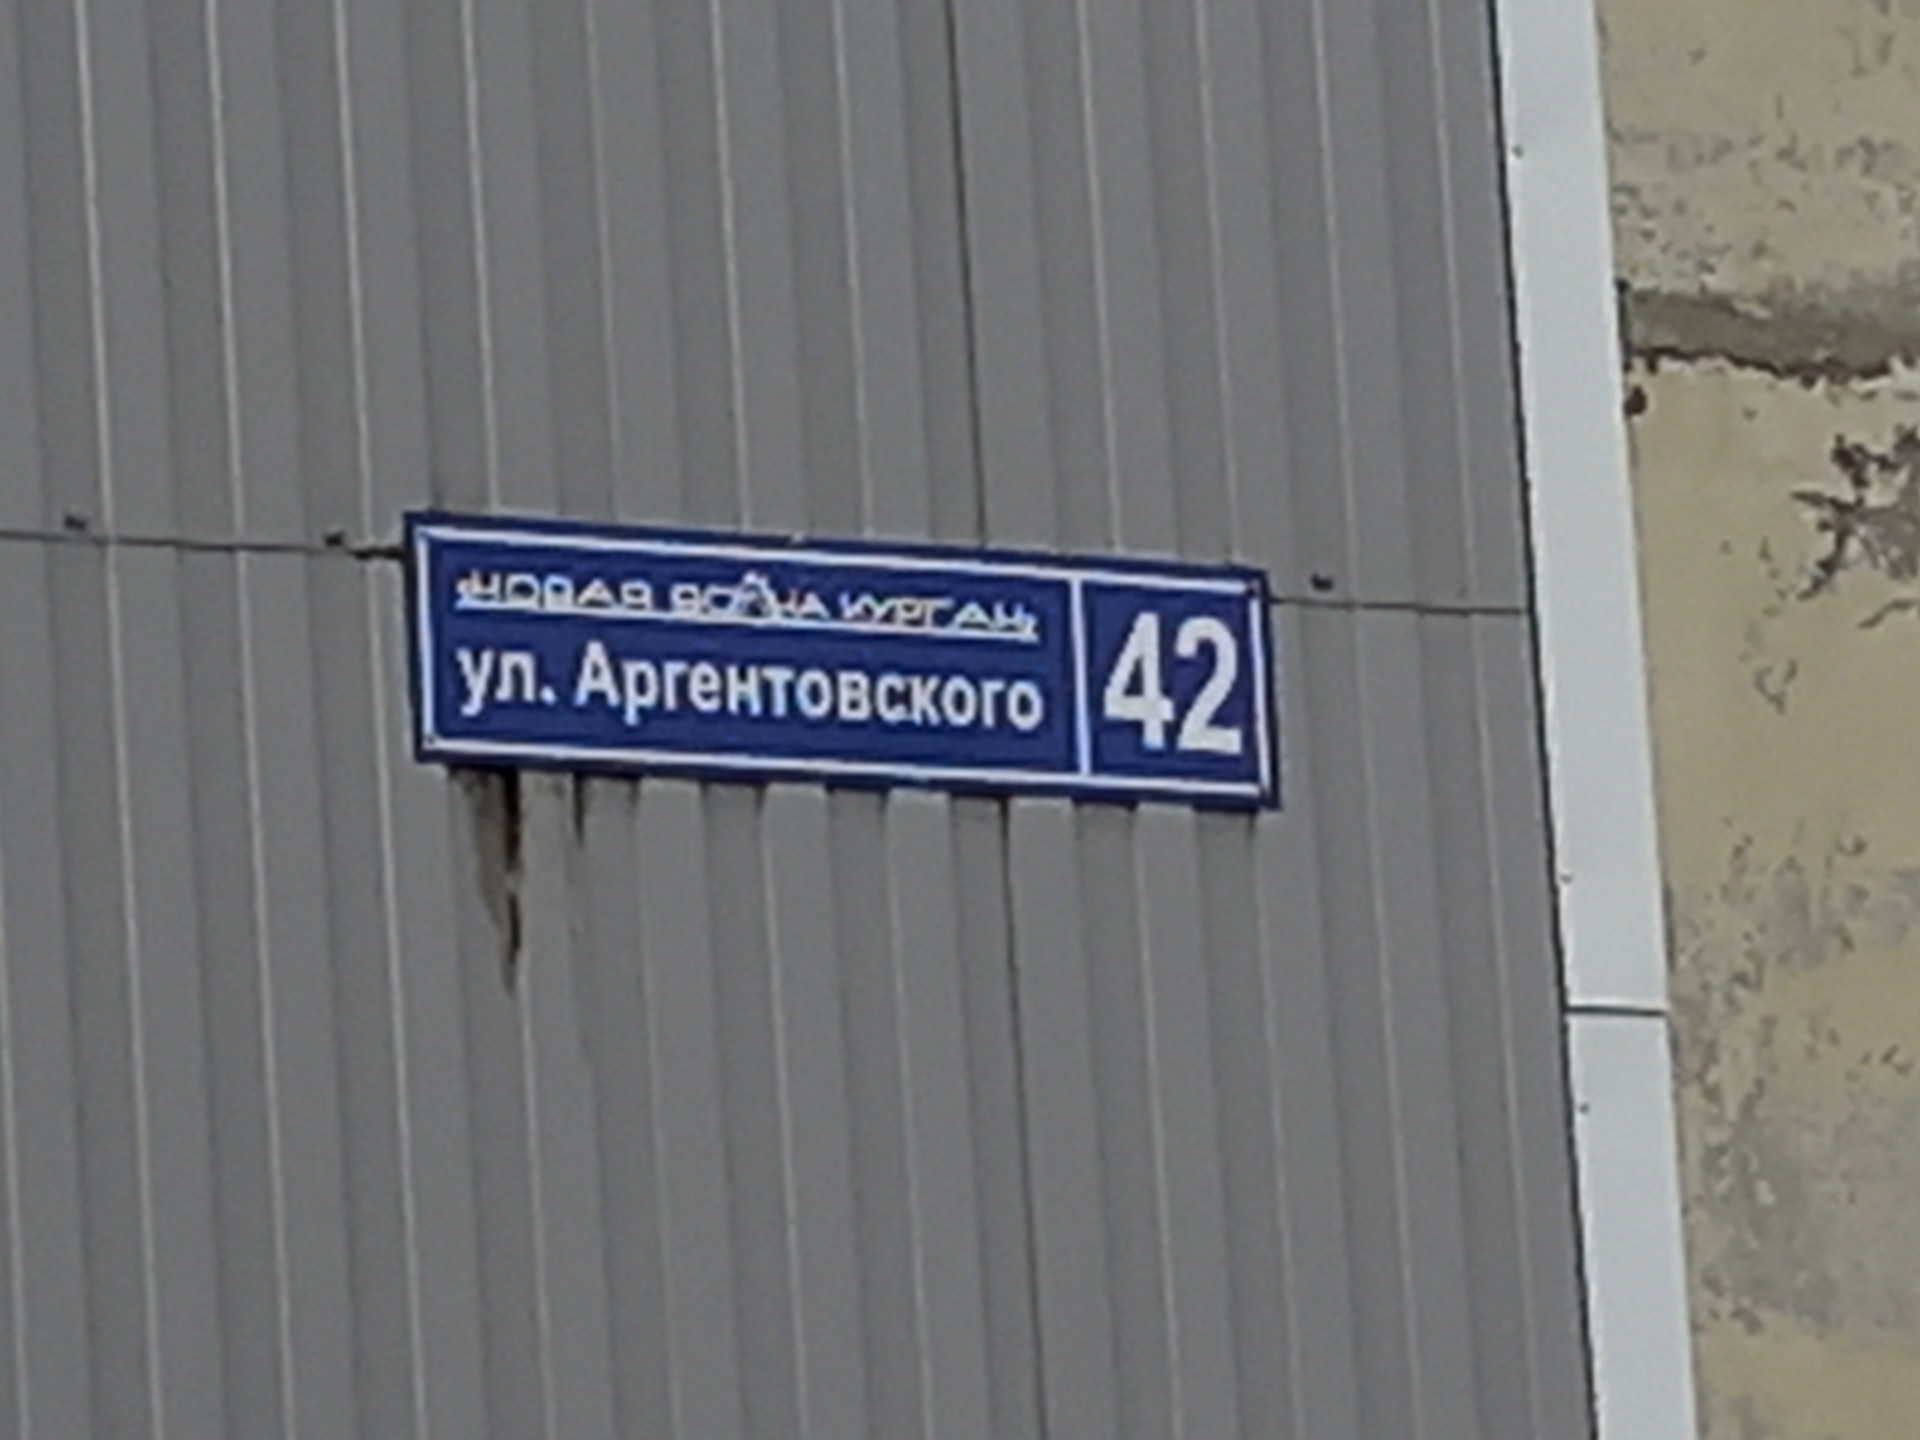 «НОВАЯ ВОЛНА КУРГАН»
ул. Аргентовского
42